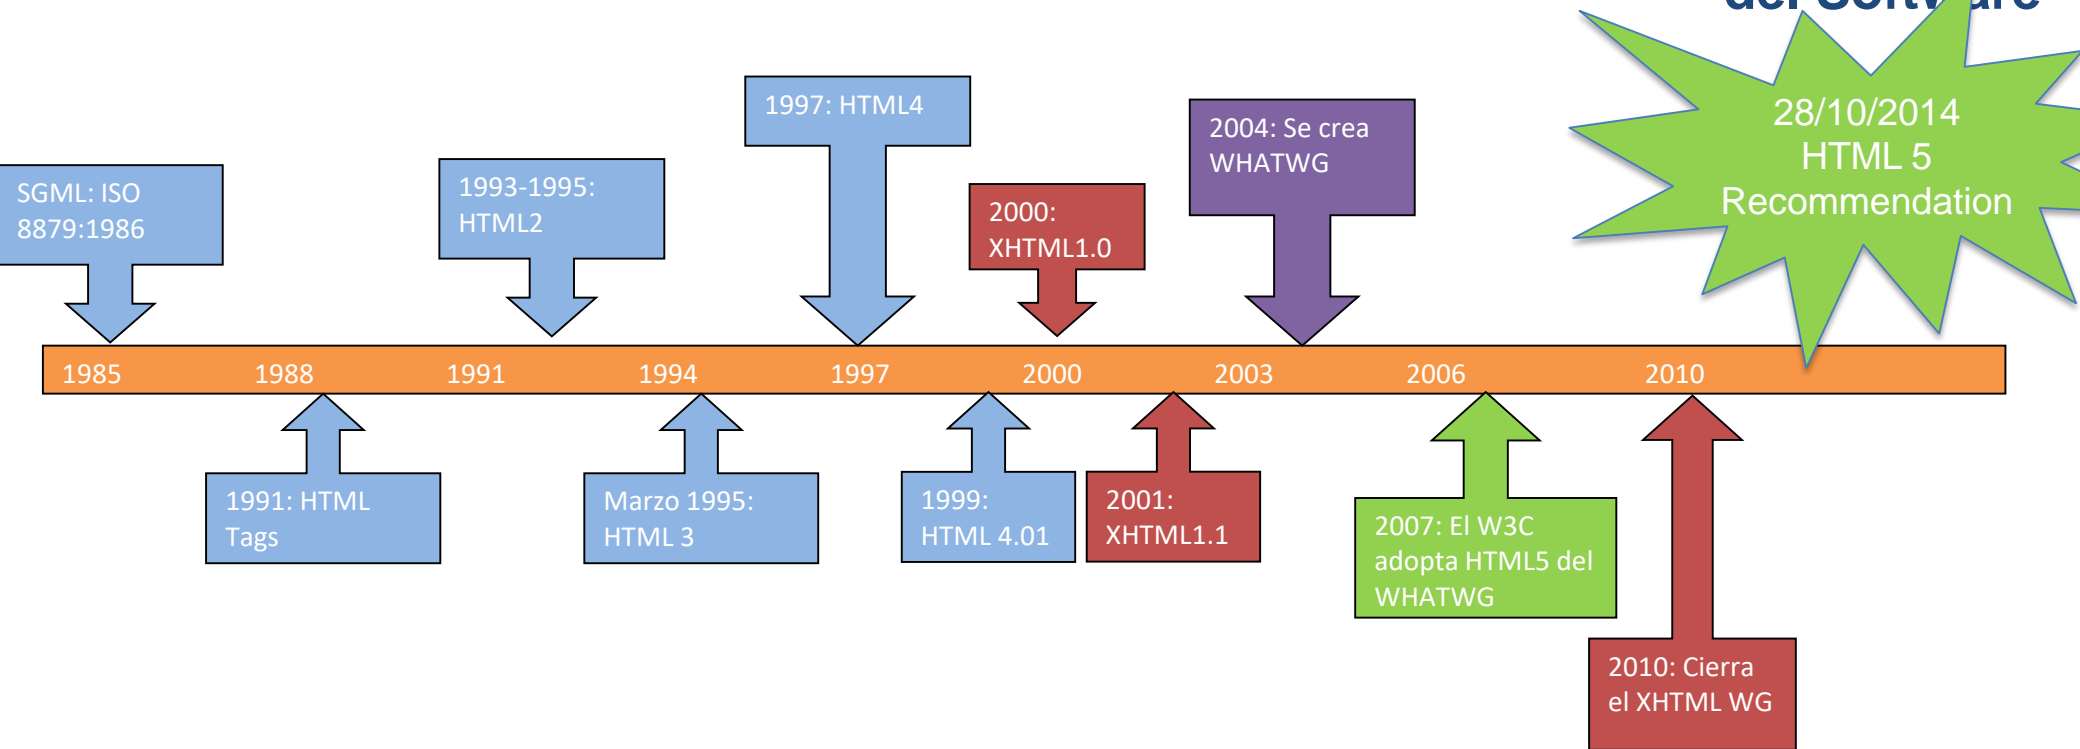 del Software
28/10/2014
HTML 5
Recommendation
1997: HTML4
2004: Se crea
WHATWG
SGML: ISO
8879:1986
1993-1995:
HTML2
2000:
XHTML1.0
1985 1988 1991 1994 1997 2000 2003 2006 2010
1991: HTML
Tags
Marzo 1995:
HTML 3
1999:
HTML 4.01
2001:
XHTML1.1
2007: El W3C
adopta HTML5 del
WHATWG
2010: Cierra
el XHTML WG